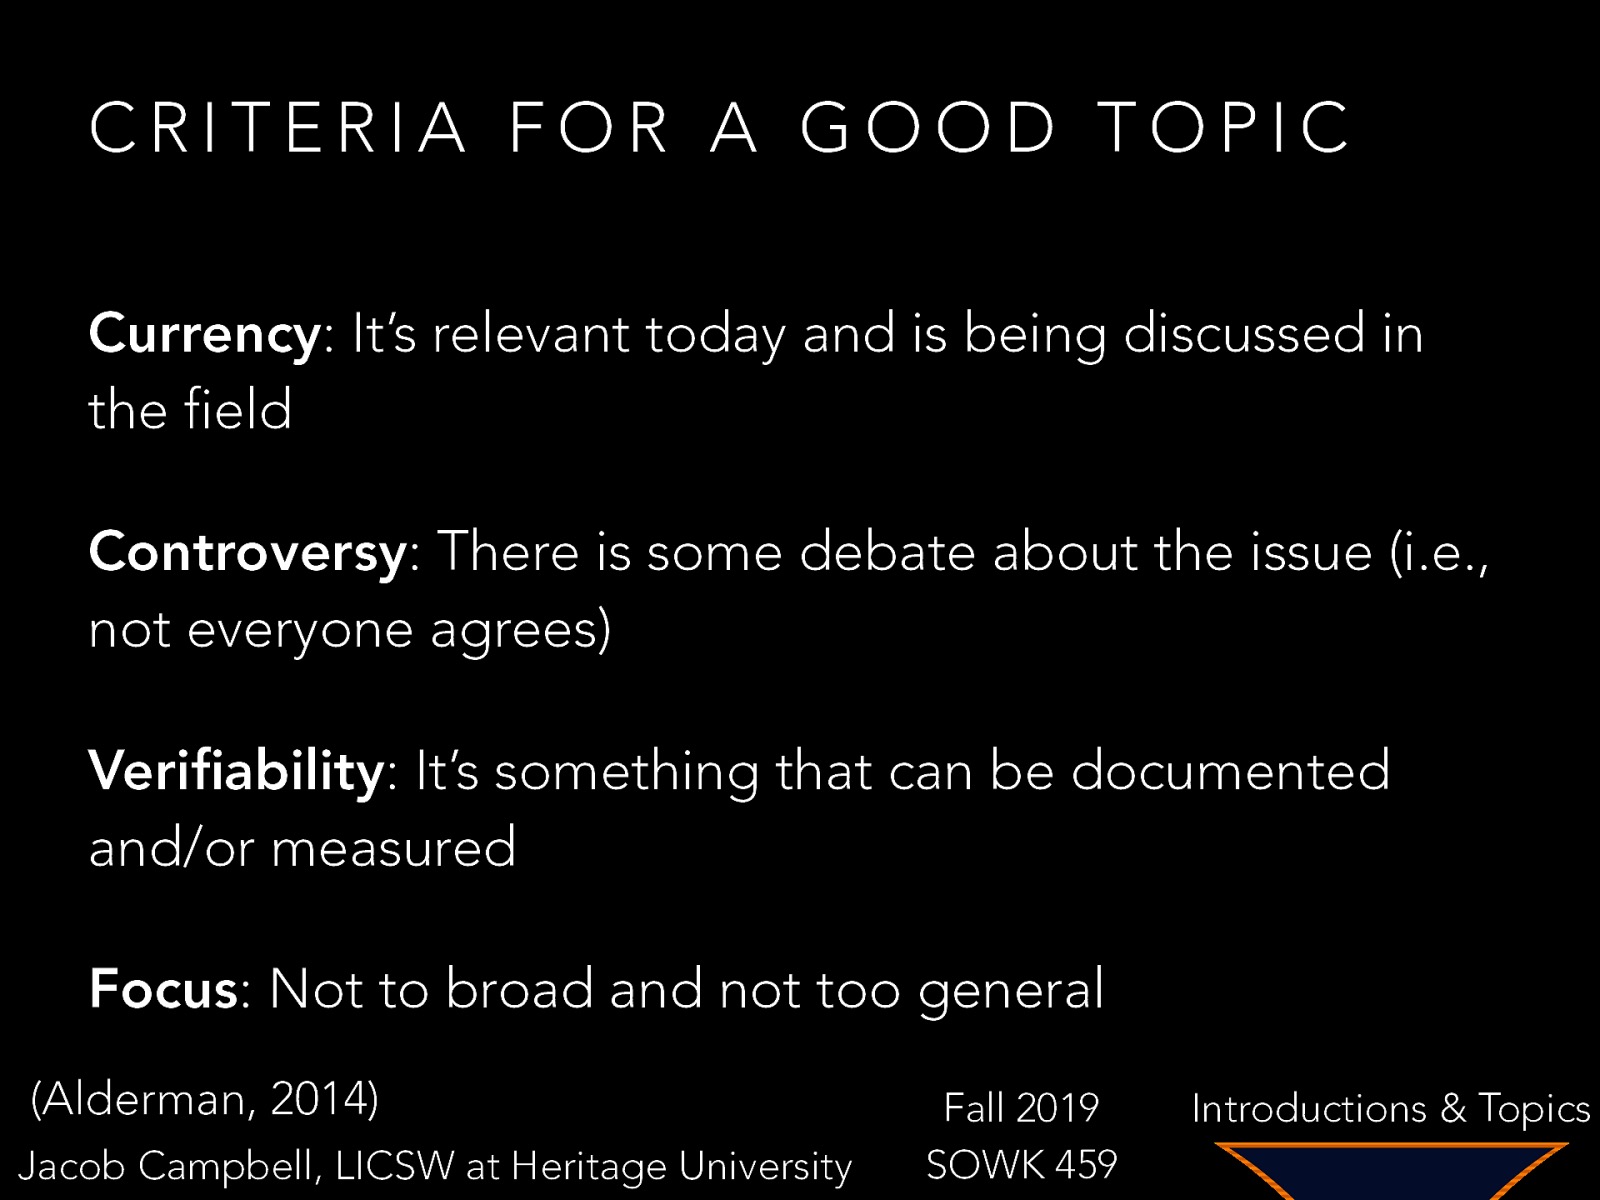 CRITERIA FOR A GOOD TOPIC
Currency: It’s relevant today and is being discussed in
the field
Controversy: There is some debate about the issue (i.e.,
not everyone agrees)
Verifiability: It’s something that can be documented
and/or measured
Focus: Not to broad and not too general
(Alderman, 2014)
Jacob Campbell, LICSW at Heritage University
Fall 2019
SOWK 459
Introductions & Topics